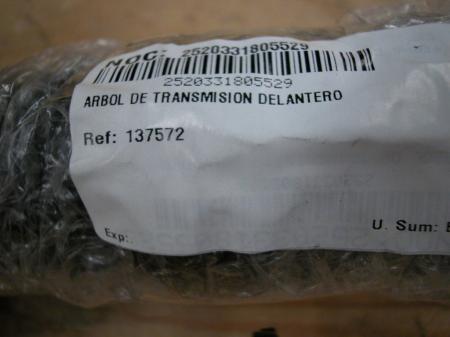 NOC: 2520331805529
2520331805529
ARBOL DE TRANSMISION DELANTERO
Ref: 137572
Exp:
U. Sum: